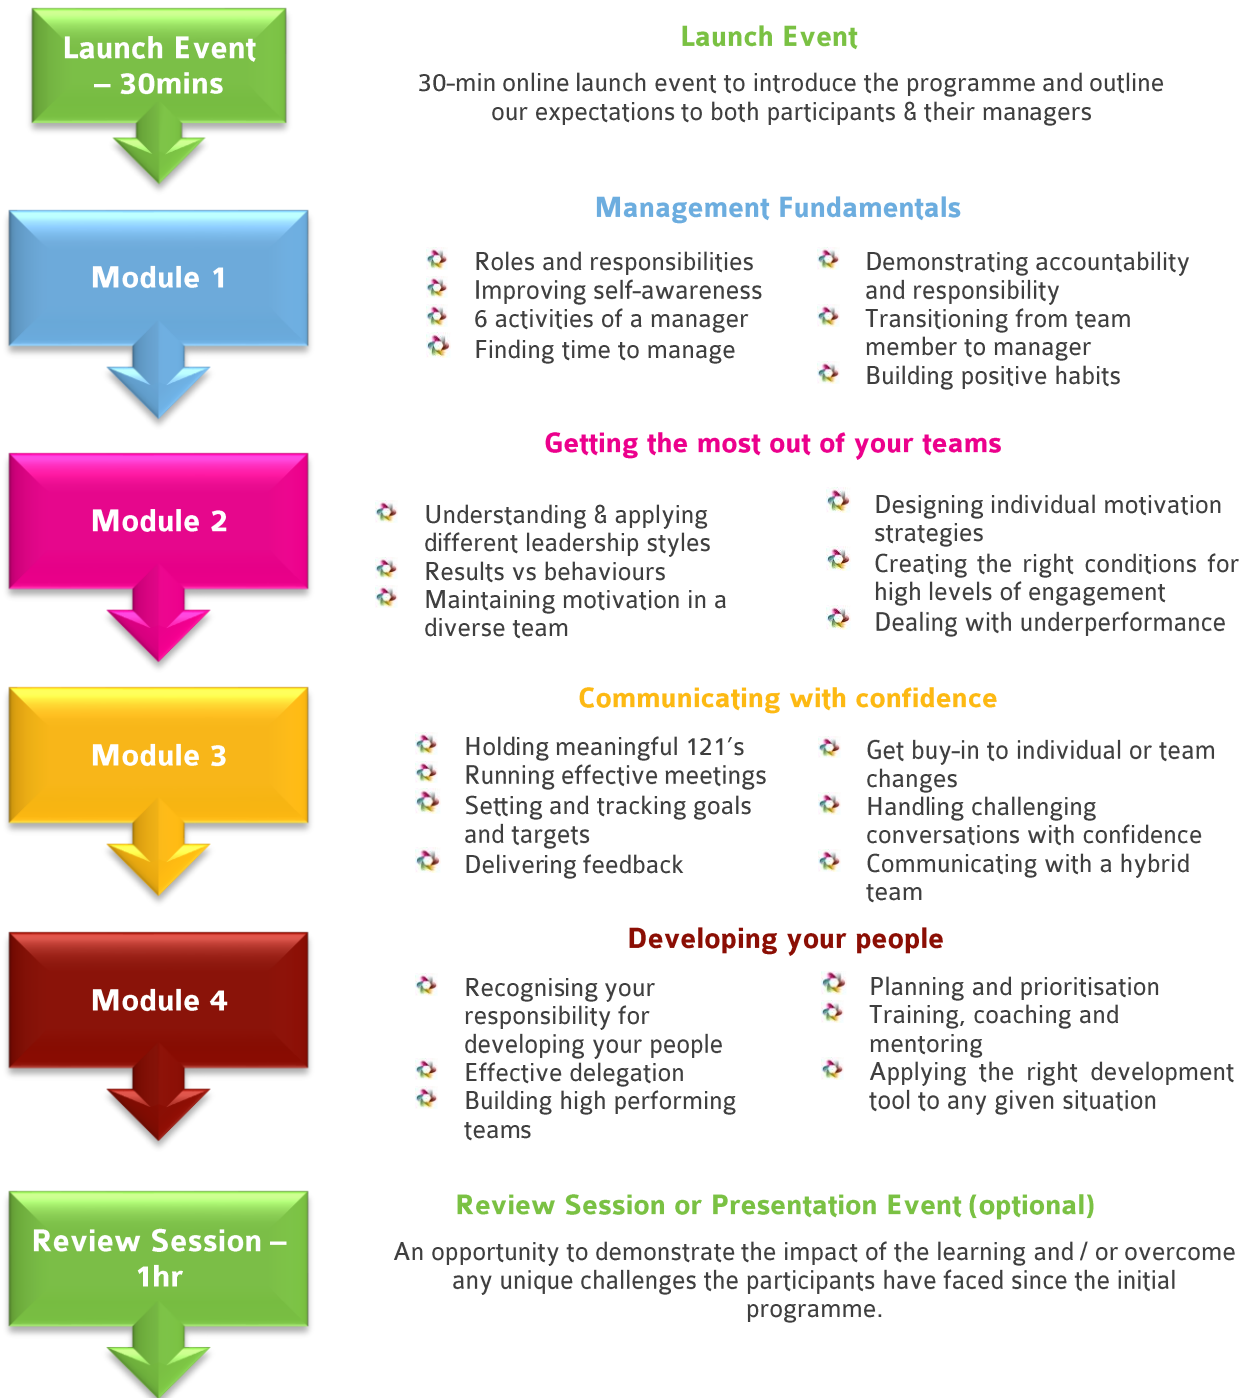 Launch Event
– 30mins
Launch Event
30-min online launch event to introduce the programme and outline
our expectations to both participants & their managers
Module 1
Management Fundamentals
Roles and responsibilities
Improving self-awareness
6 activities of a manager
Finding time to manage
Demonstrating accountability
and responsibility
Transitioning from team
member to manager
Building positive habits
Module 2
Getting the most out of your teams
Understanding & applying
different leadership styles
Results vs behaviours
Maintaining motivation in a
diverse team
Designing individual motivation
strategies
Creating the right conditions for
high levels of engagement
Dealing with underperformance
Module 3
Communicating with confidence
Holding meaningful 121's
Running effective meetings
Setting and tracking goals
and targets
Delivering feedback
Get buy-in to individual or team
changes
Handling challenging
conversations with confidence
Communicating with a hybrid
team
Module 4
Developing your people
Recognising your
responsibility for
developing your people
Effective delegation
Building high performing
teams
Planning and prioritisation
Training, coaching and
mentoring
Applying the right development
tool to any given situation
Review Session –
1hr
Review Session or Presentation Event (optional)
An opportunity to demonstrate the impact of the learning and / or overcome
any unique challenges the participants have faced since the initial
programme.